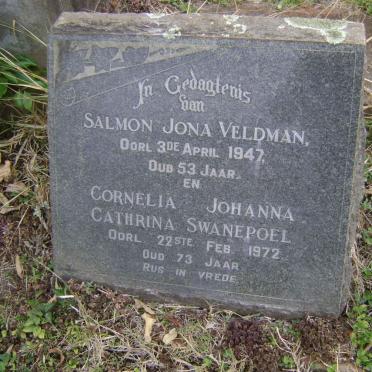 In Gedagtenis
van
SALMON JONA VELDMAN,
OORL 3DE APRIL 1947,
OUD 53 JAAR.
EN
CORNELIA JOHANNA
CATHRINA SWANEPOEL
OORL. 22STE FEB. 1972.
OUD 73 JAAR
RUS IN VREDE